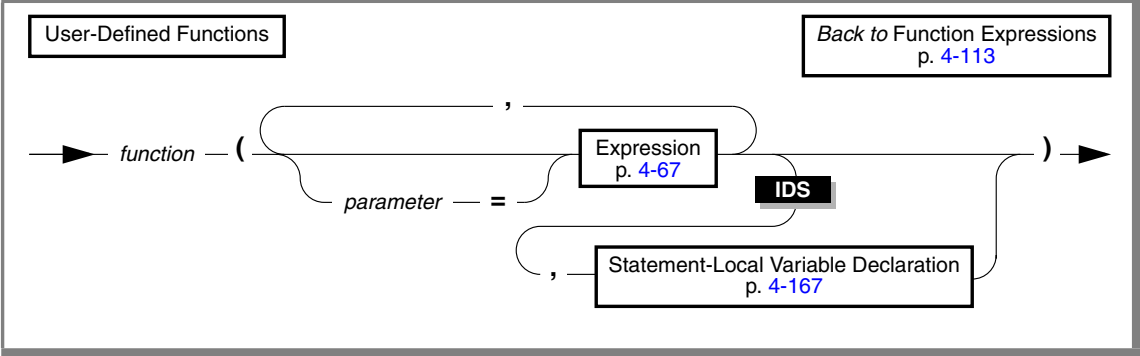 User-Defined Functions
Back to Function Expressions
p. 4-113
,
function ( Expression )
p. 4-67
IDS
parameter =
, Statement-Local Variable Declaration
p. 4-167